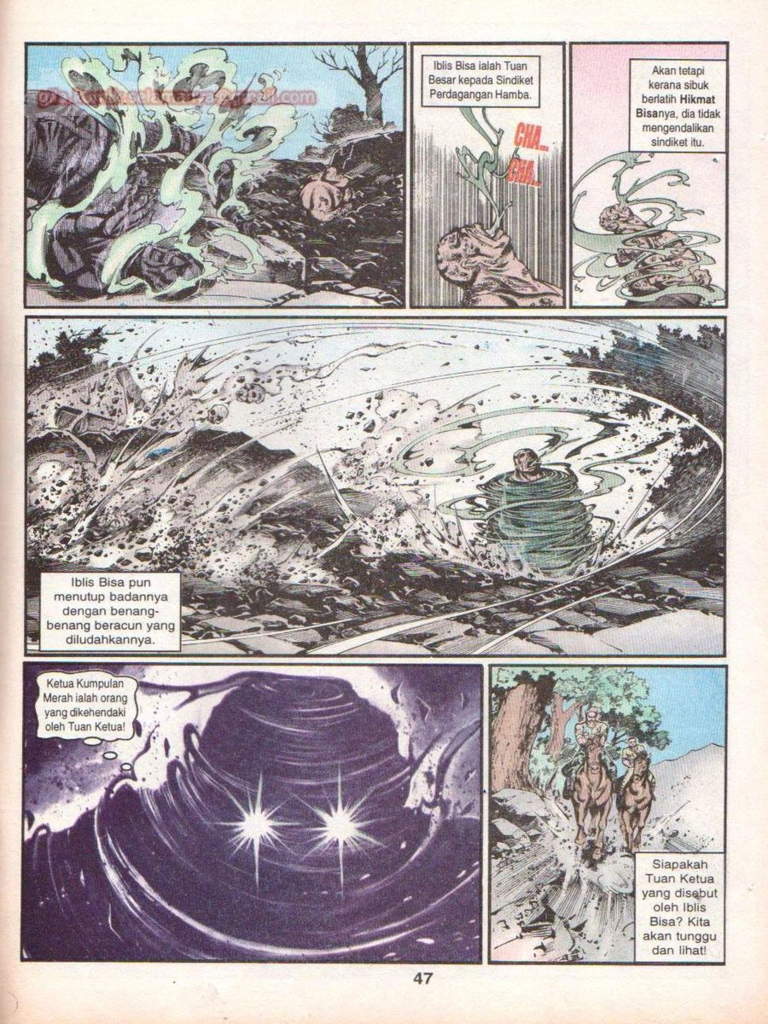 Iblis Bisa ialah Tuan
Besar kepada Sindiket
Perdagangan Hamba.
CHA...
CHA..
Akan tetapi
kerana sibuk
berlatih Hikmat
Bisanya, dia tidak
mengendalikan
sindiket itu.
Iblis Bisa pun
menutup badannya
dengan benang-
benang beracun yang
diludahkannya.
Ketua Kumpulan
Merah ialah orang
yang dikehendaki
oleh Tuan Ketua!
Siapakah
Tuan Ketua
yang disebut
oleh Iblis
Bisa? Kita
akan tunggu
dan lihat!
47